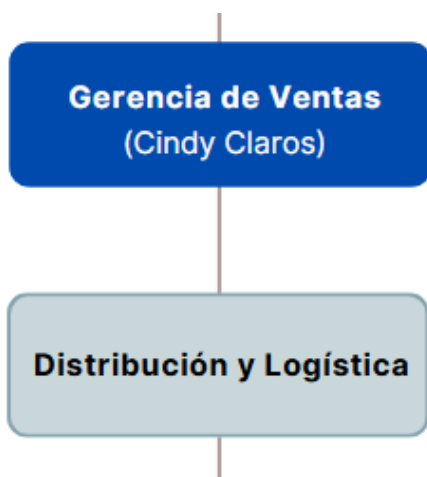 Gerencia de Ventas
(Cindy Claros)
Distribución y Logística